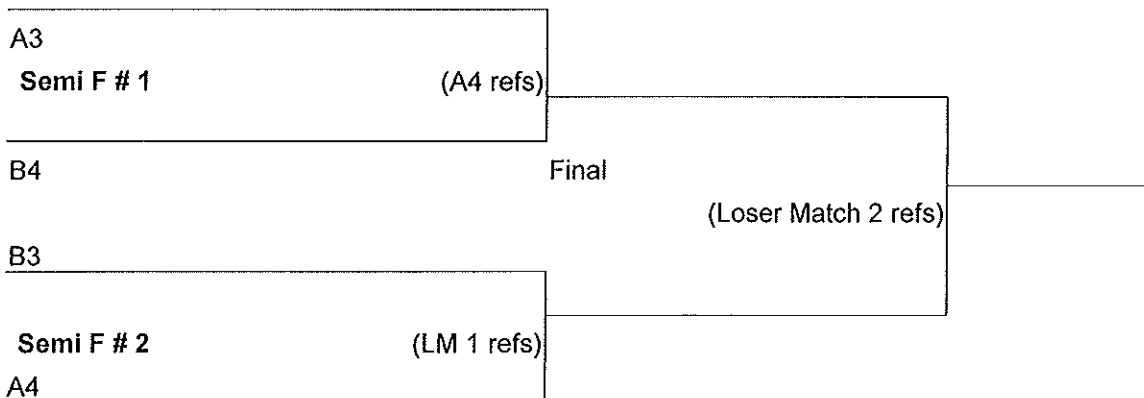 A3
Semi F # 1 (A4 refs)
B4 Final
(Loser Match 2 refs)
B3
Semi F # 2 (LM 1 refs)
A4